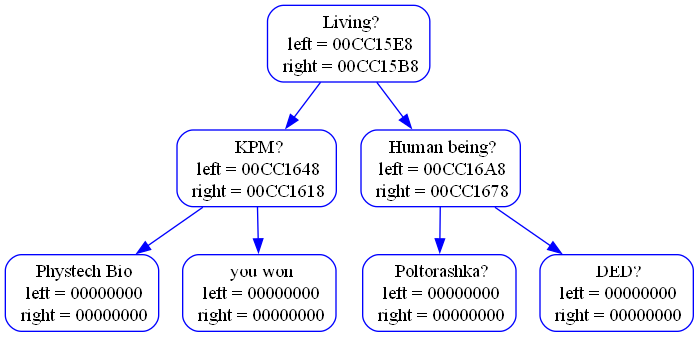 Living?
left = 00CC15E8
right = 00CC15B8
KPM?
left = 00CC1648
right = 00CC1618
Human being?
left = 00CC16A8
right = 00CC1678
Phystech Bio
left = 00000000
right = 00000000
you won
left = 00000000
right = 00000000
Poltorashka?
left = 00000000
right = 00000000
DED?
left = 00000000
right = 00000000